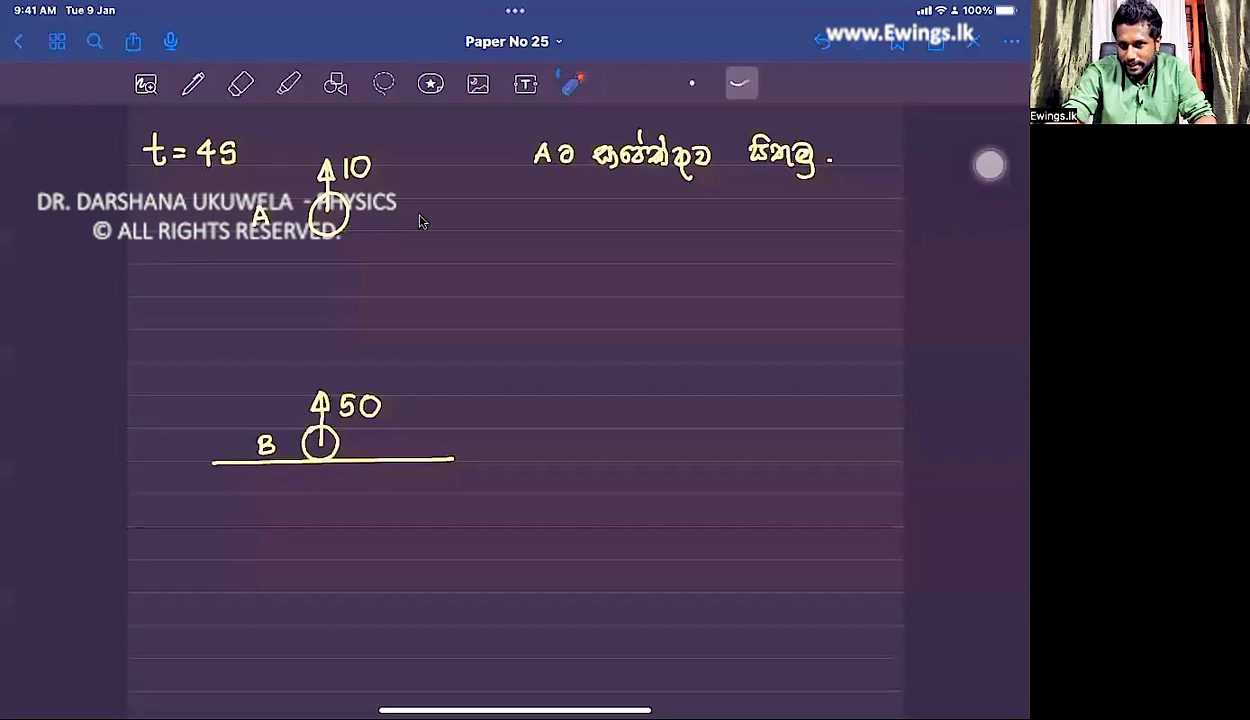 9:41 AM Tue 9 Jan
100%
Paper No 25
www.Ewings.lk
Ewings.lk
t = 4s
10
A ට සාපේක්ෂව සිතමු.
DR. DARSHANA UKUWELA - PHYSICS
A
© ALL RIGHTS RESERVED.
50
B